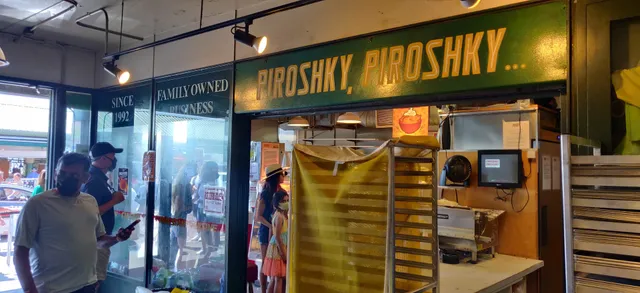 SINCE
1992
FAMILY OWNED
BUSINESS
PIROSHKY, PIROSHKY...